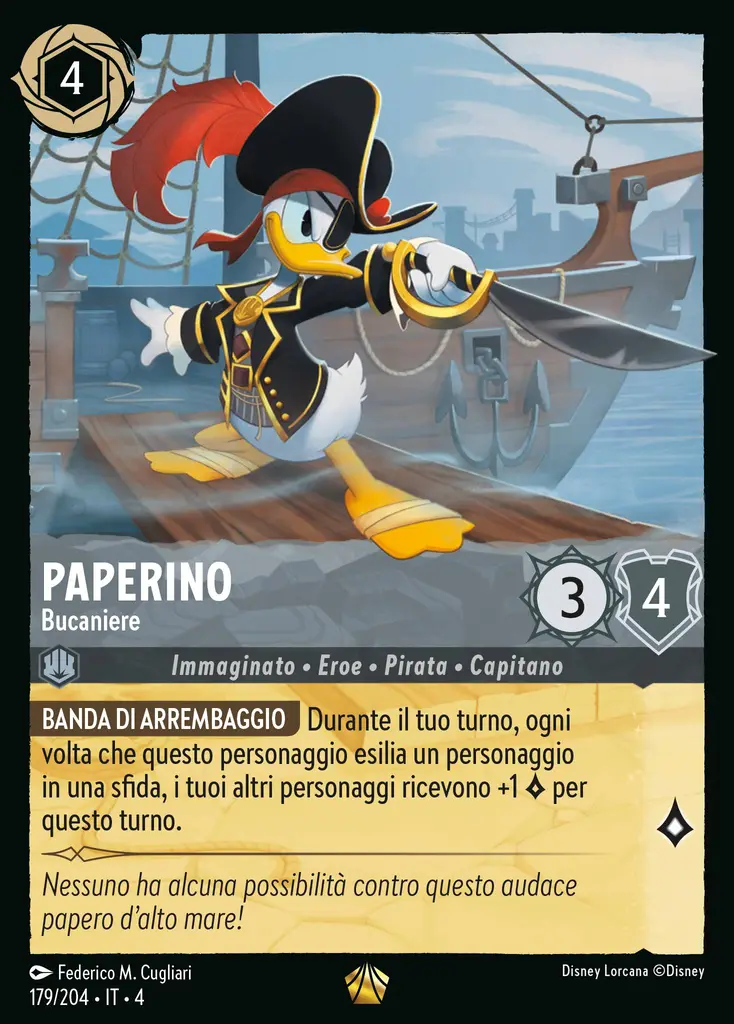 4
PAPERINO
Bucaniere
3
4
Immaginato • Eroe • Pirata • Capitano
BANDA DI ARREMBAGGIO Durante il tuo turno, ogni
volta che questo personaggio esilia un personaggio
in una sfida, i tuoi altri personaggi ricevono +1 per
questo turno.
Nessuno ha alcuna possibilità contro questo audace
papero d'alto mare!
Federico M. Cugliari
Disney Lorcana ©Disney
179/204 • IT • 4